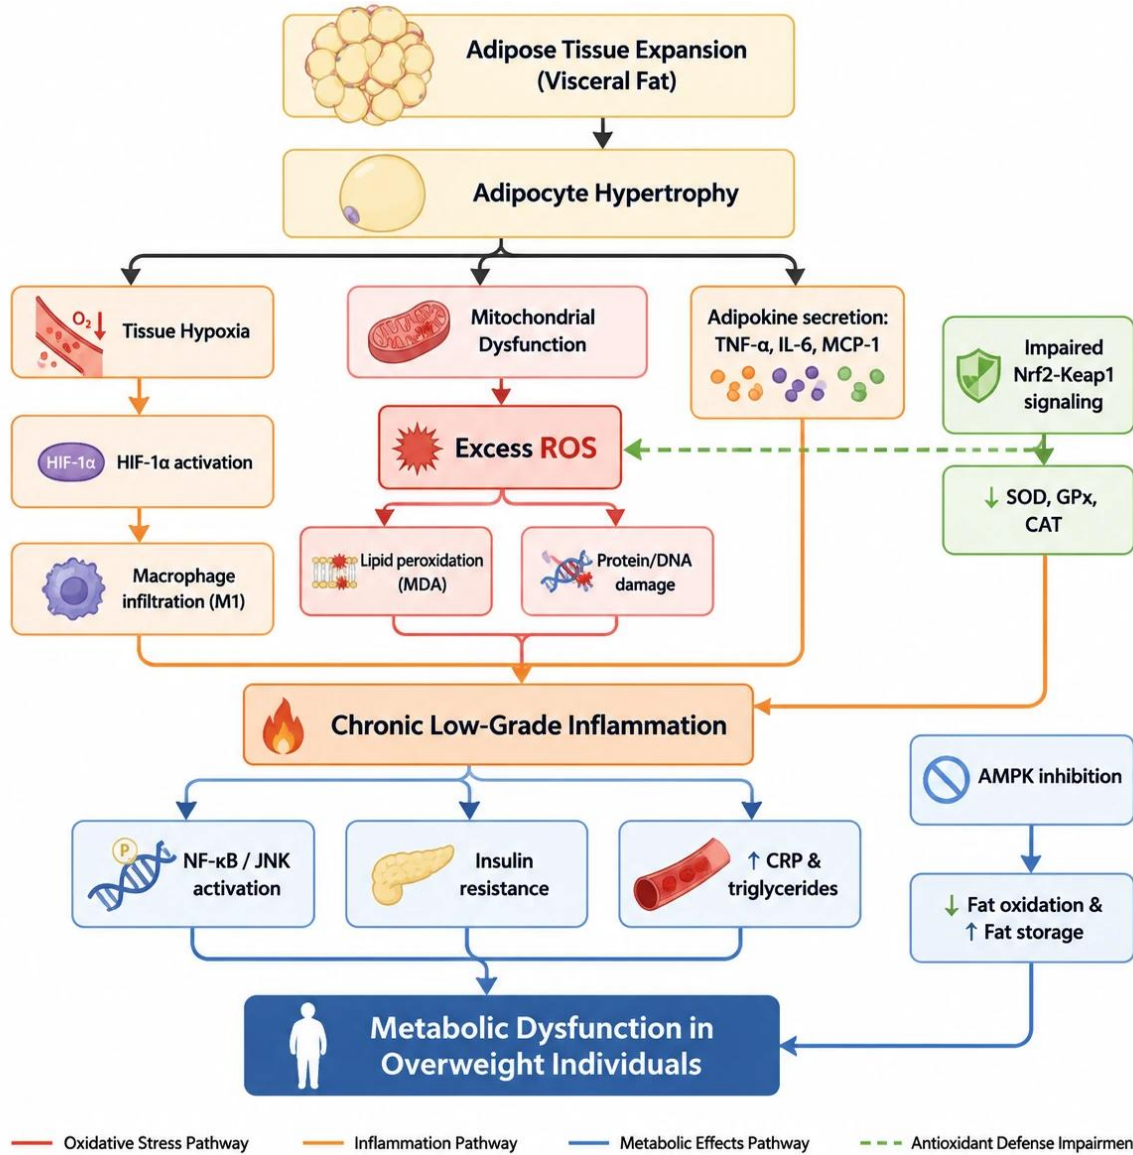 Adipose Tissue Expansion
(Visceral Fat)
Adipocyte Hypertrophy
O₂ ↓
Tissue Hypoxia
Mitochondrial
Dysfunction
Adipokine secretion:
TNF-α, IL-6, MCP-1
Impaired
Nrf2-Keap1
signaling
HIF-1α
HIF-1α activation
Excess ROS
↓ SOD, GPx,
CAT
Macrophage
infiltration (M1)
Lipid peroxidation
(MDA)
Protein/DNA
damage
Chronic Low-Grade Inflammation
AMPK inhibition
P
NF-κB / JNK
activation
Insulin
resistance
↑ CRP &
triglycerides
↓ Fat oxidation &
↑ Fat storage
Metabolic Dysfunction in
Overweight Individuals
Oxidative Stress Pathway
Inflammation Pathway
Metabolic Effects Pathway
Antioxidant Defense Impairmen